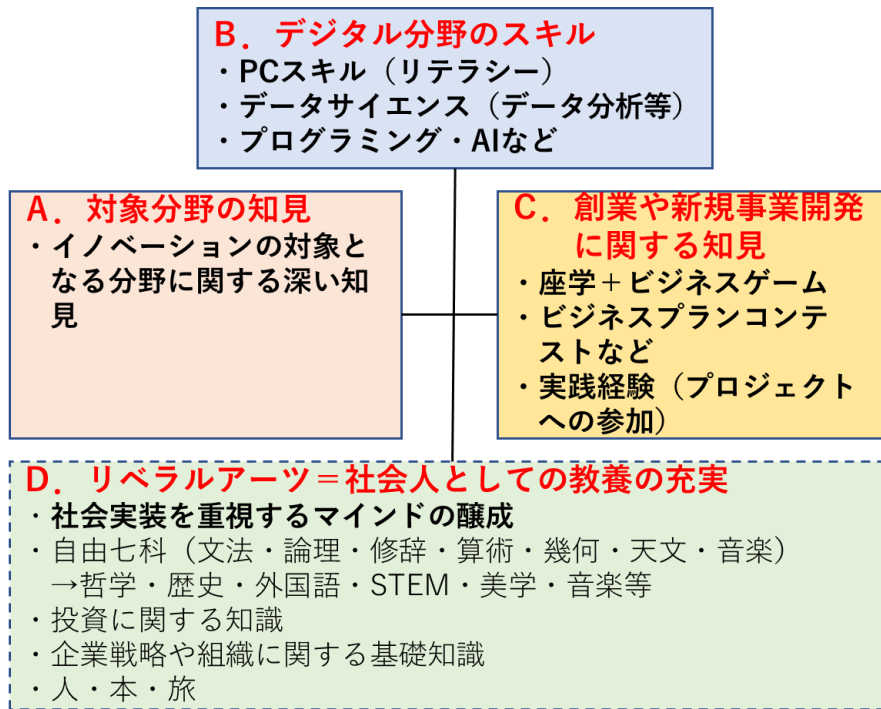 B．デジタル分野のスキル
・PCスキル（リテラシー）
・データサイエンス（データ分析等）
・プログラミング・AIなど
A．対象分野の知見
・イノベーションの対象と
なる分野に関する深い知
見
C．創業や新規事業開発
に関する知見
・座学＋ビジネスゲーム
・ビジネスプランコンテ
ストなど
・実践経験（プロジェクト
への参加）
D．リベラルアーツ＝社会人としての教養の充実
・社会実装を重視するマインドの醸成
・自由七科（文法・論理・修辞・算術・幾何・天文・音楽）
→哲学・歴史・外国語・STEM・美学・音楽等
・投資に関する知識
・企業戦略や組織に関する基礎知識
・人・本・旅